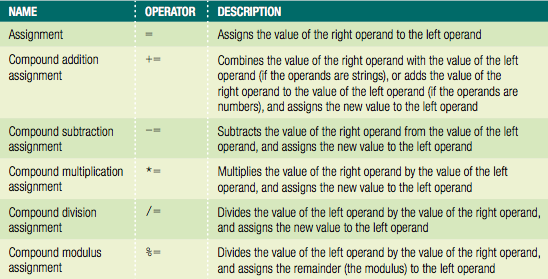 NAME OPERATOR DESCRIPTION
Assignment = Assigns the value of the right operand to the left operand
Compound addition += Combines the value of the right operand with the value of the left
assignment operand (if the operands are strings), or adds the value of the
right operand to the value of the left operand (if the operands are
numbers), and assigns the new value to the left operand
Compound subtraction -= Subtracts the value of the right operand from the value of the left
assignment operand, and assigns the new value to the left operand
Compound multiplication *= Multiplies the value of the right operand by the value of the left
assignment operand, and assigns the new value to the left operand
Compound division /= Divides the value of the left operand by the value of the right operand,
assignment and assigns the new value to the left operand
Compound modulus %= Divides the value of the left operand by the value of the right operand,
assignment and assigns the remainder (the modulus) to the left operand